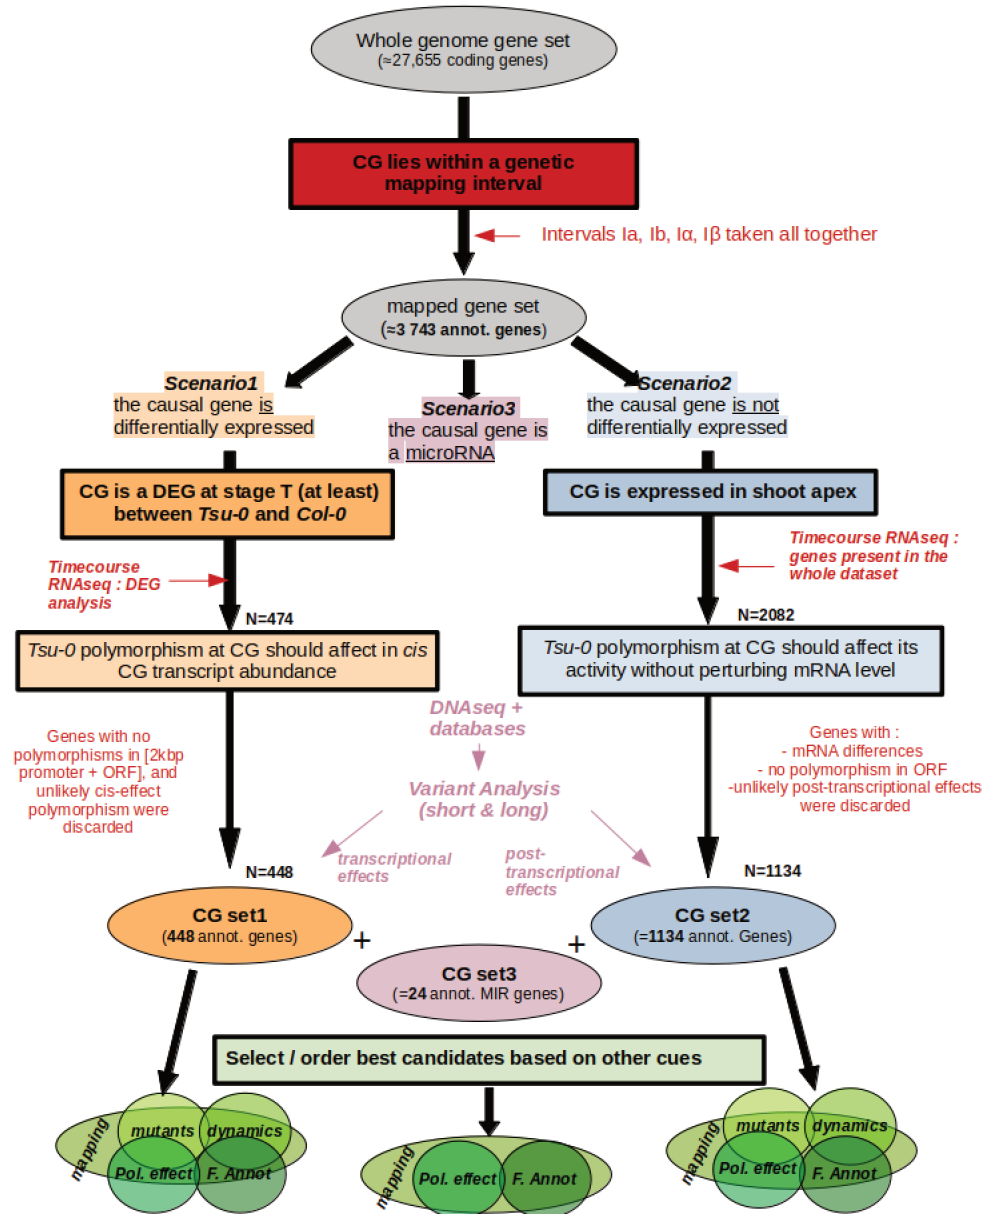 Whole genome gene set
(≈27,655 coding genes)
CG lies within a genetic
mapping interval
Intervals Ia, Ib, Iα, Iβ taken all together
mapped gene set
(≈3 743 annot. genes)
Scenario1
the causal gene is
differentially expressed
Scenario3
the causal gene is
a microRNA
Scenario2
the causal gene is not
differentially expressed
CG is a DEG at stage T (at least)
between Tsu-0 and Col-0
CG is expressed in shoot apex
Timecourse
RNAseq : DEG
analysis
Timecourse RNAseq :
genes present in the
whole dataset
N=474
N=2082
Tsu-0 polymorphism at CG should affect in cis
CG transcript abundance
Tsu-0 polymorphism at CG should affect its
activity without perturbing mRNA level
DNAseq +
databases
Genes with no
polymorphisms in [2kbp
promoter + ORF], and
unlikely cis-effect
polymorphism were
discarded
Variant Analysis
(short & long)
Genes with :
- mRNA differences
- no polymorphism in ORF
-unlikely post-transcriptional effects
were discarded
transcriptional
effects
post-
transcriptional
effects
N=448
N=1134
CG set1
(448 annot. genes)
+
CG set3
(=24 annot. MIR genes)
+
CG set2
(=1134 annot. Genes)
Select / order best candidates based on other cues
mapping
mutants
dynamics
Pol. effect
F. Annot
mapping
Pol. effect
F. Annot
mapping
mutants
dynamics
Pol. effect
F. Annot